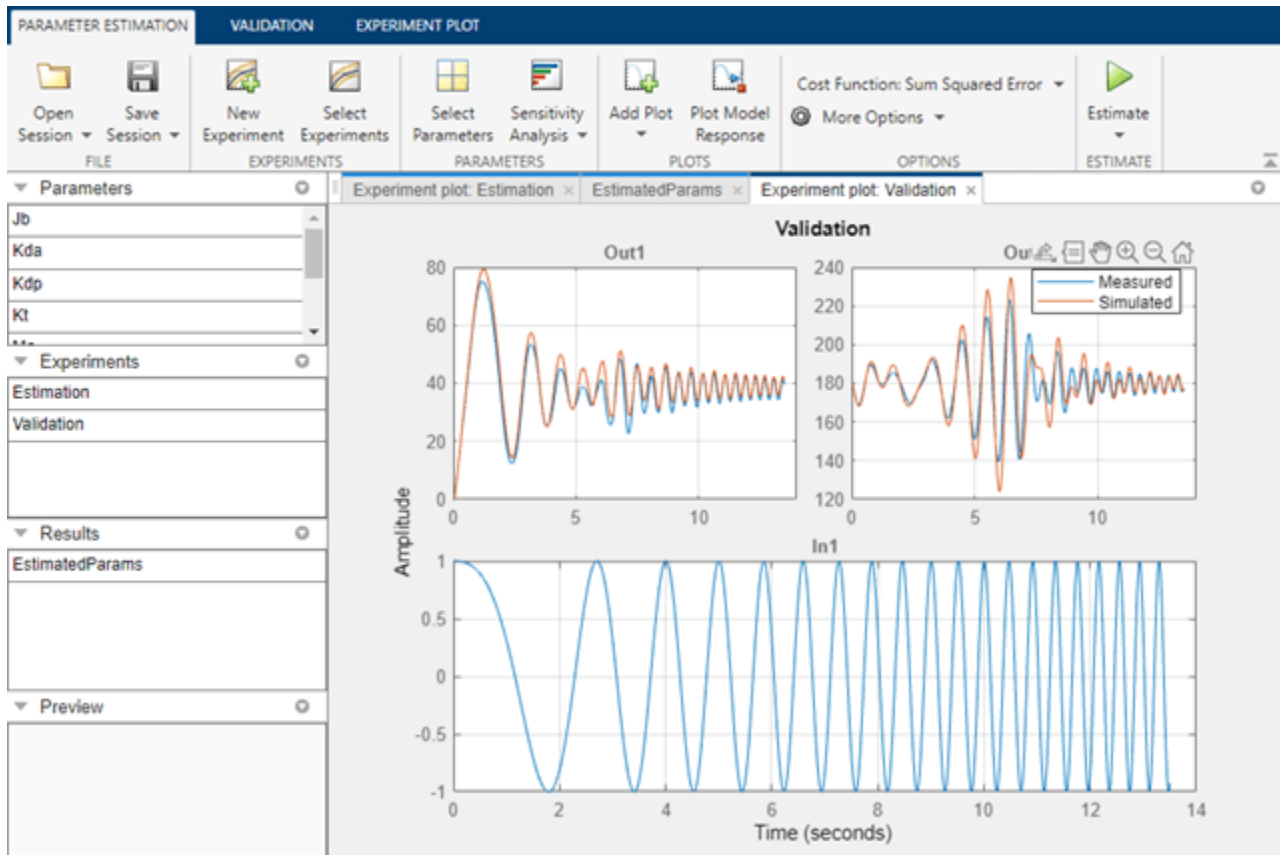 PARAMETER ESTIMATION VALIDATION EXPERIMENT PLOT
Open Session Save Session New Experiment Select Experiments Select Parameters Sensitivity Analysis Add Plot Plot Model Response Cost Function: Sum Squared Error Estimate
More Options
FILE EXPERIMENTS PARAMETERS PLOTS OPTIONS ESTIMATE
Parameters
Jb
Kda
Kdp
Kt
Experiments
Estimation
Validation
Results
EstimatedParams
Preview
Experiment plot: Estimation × EstimatedParams × Experiment plot: Validation ×
Validation
Out1
80
60
40
20
0
0 5 10
Ou
240
220
200
180
160
140
120
0 5 10
Measured
Simulated
Amplitude
In1
1
0.5
0
-0.5
-1
0 2 4 6 8 10 12 14
Time (seconds)